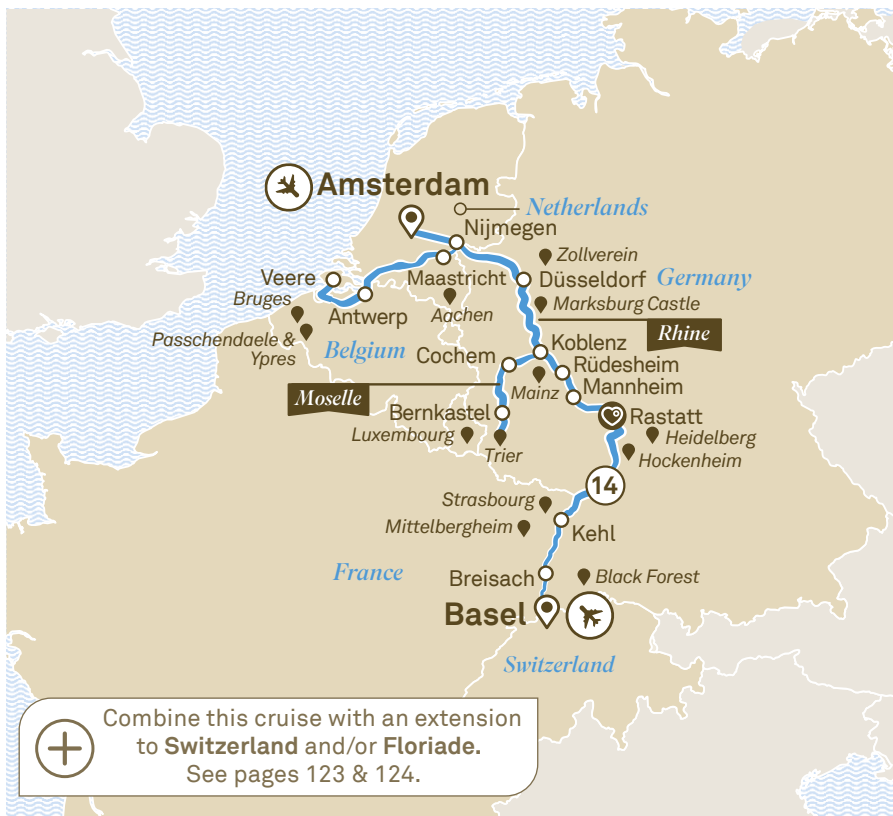 Amsterdam
Netherlands
Nijmegen
Zollverein
Veere
Maastricht
Düsseldorf
Germany
Bruges
Aachen
Marksburg Castle
Antwerp
Passchendaele &
Ypres
Belgium
Koblenz
Rhine
Cochem
Rüdesheim
Mainz
Mannheim
Moselle
Bernkastel
Rastatt
Luxembourg
Trier
Heidelberg
Hockenheim
14
Strasbourg
Mittelbergheim
Kehl
France
Breisach
Black Forest
Basel
Switzerland
Combine this cruise with an extension
to Switzerland and/or Floriade.
See pages 123 & 124.